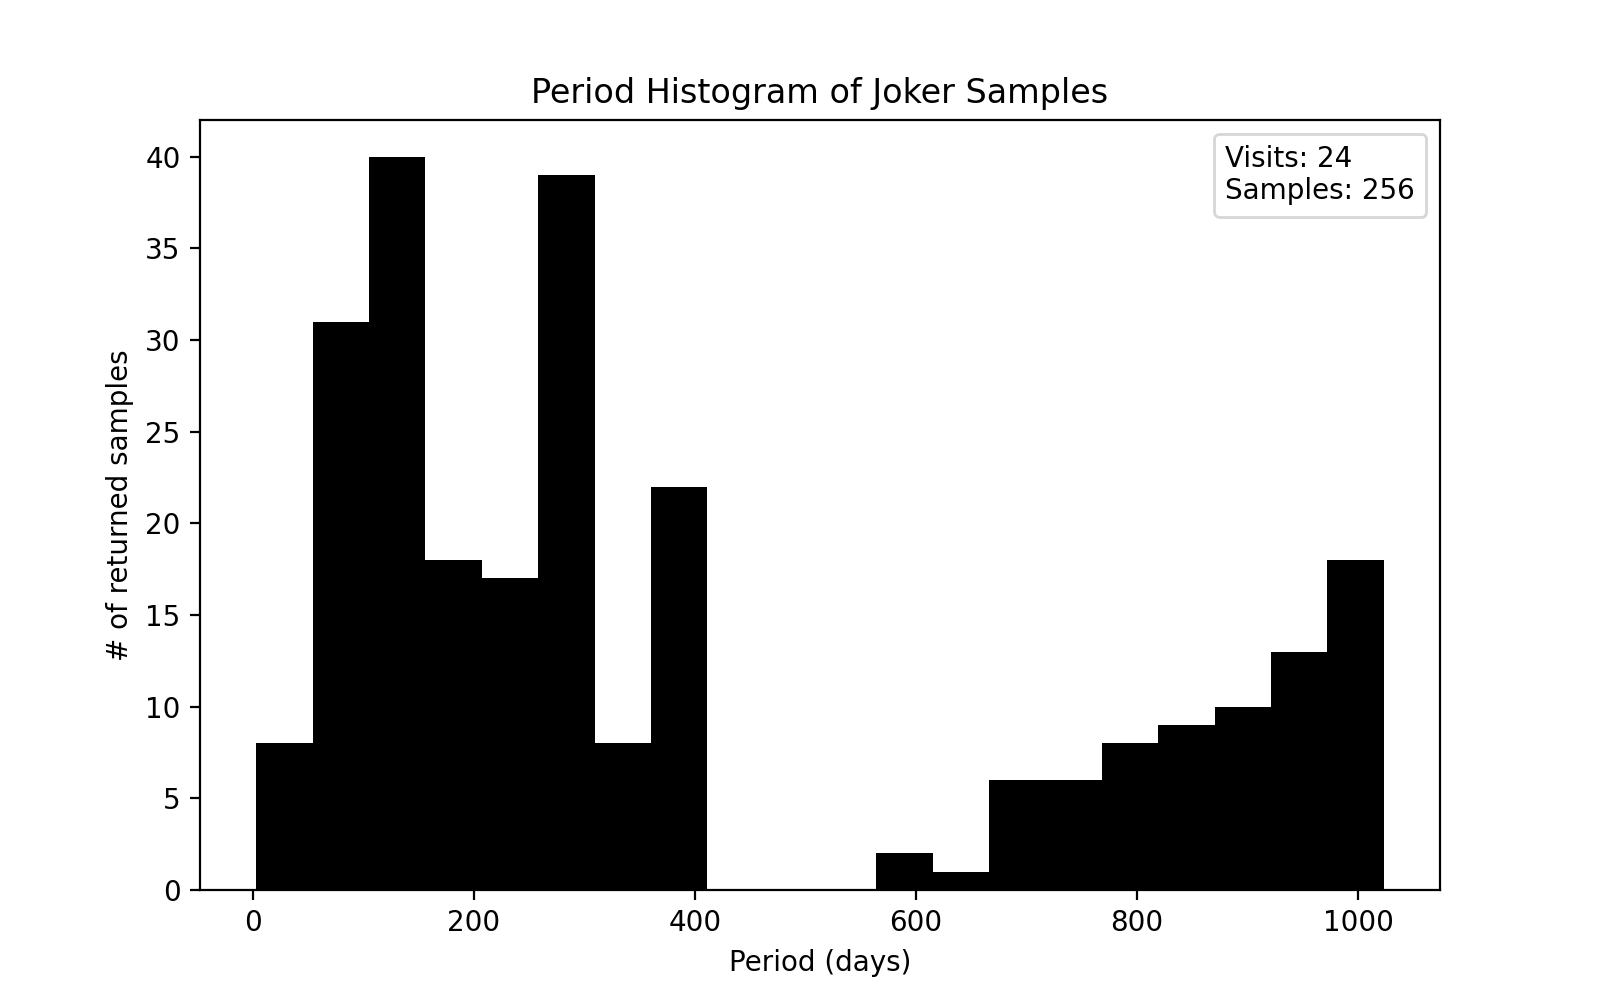 Period Histogram of Joker Samples
Visits: 24
Samples: 256
# of returned samples
40
35
30
25
20
15
10
5
0
0 200 400 600 800 1000
Period (days)